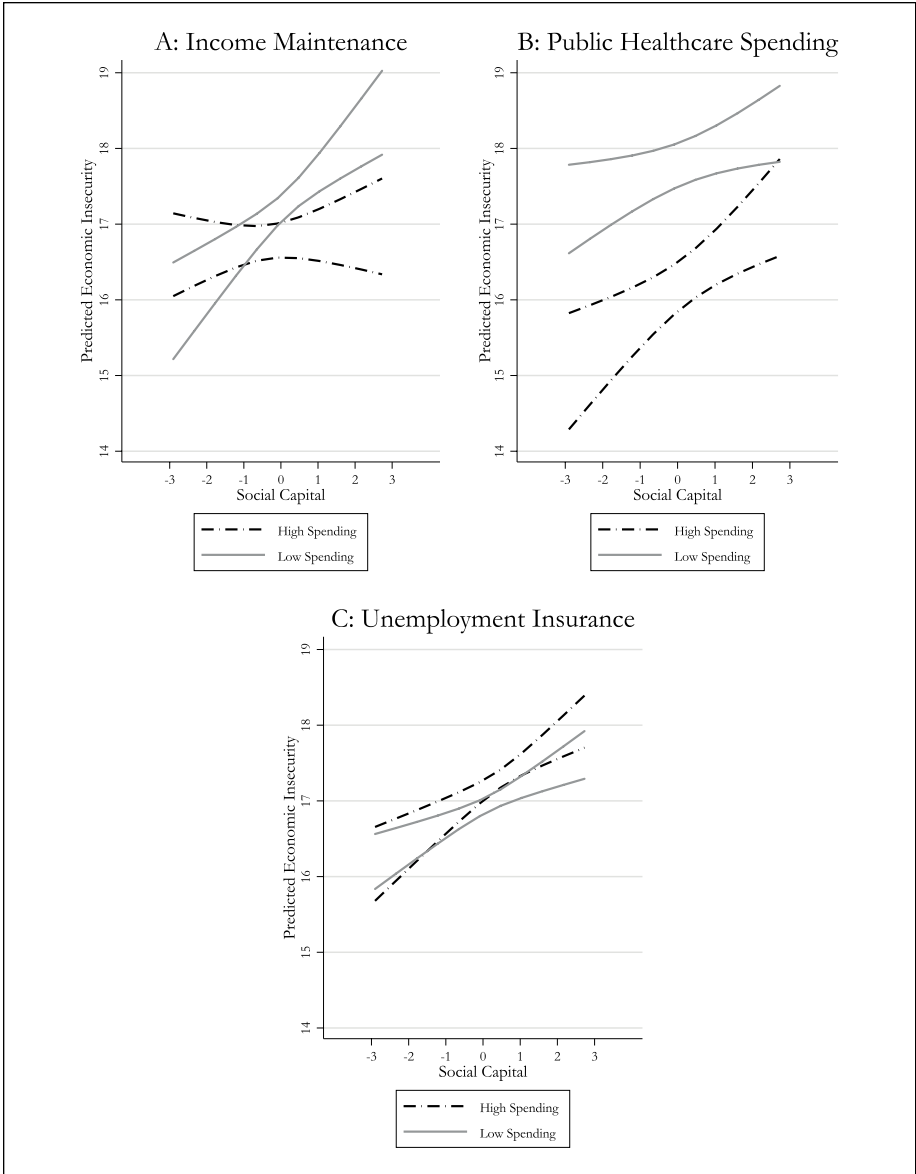 A: Income Maintenance
Predicted Economic Insecurity
19
18
17
16
15
14
-3 -2 -1 0 1 2 3
Social Capital
High Spending
Low Spending
B: Public Healthcare Spending
Predicted Economic Insecurity
19
18
17
16
15
14
-3 -2 -1 0 1 2 3
Social Capital
High Spending
Low Spending
C: Unemployment Insurance
Predicted Economic Insecurity
19
18
17
16
15
14
-3 -2 -1 0 1 2 3
Social Capital
High Spending
Low Spending